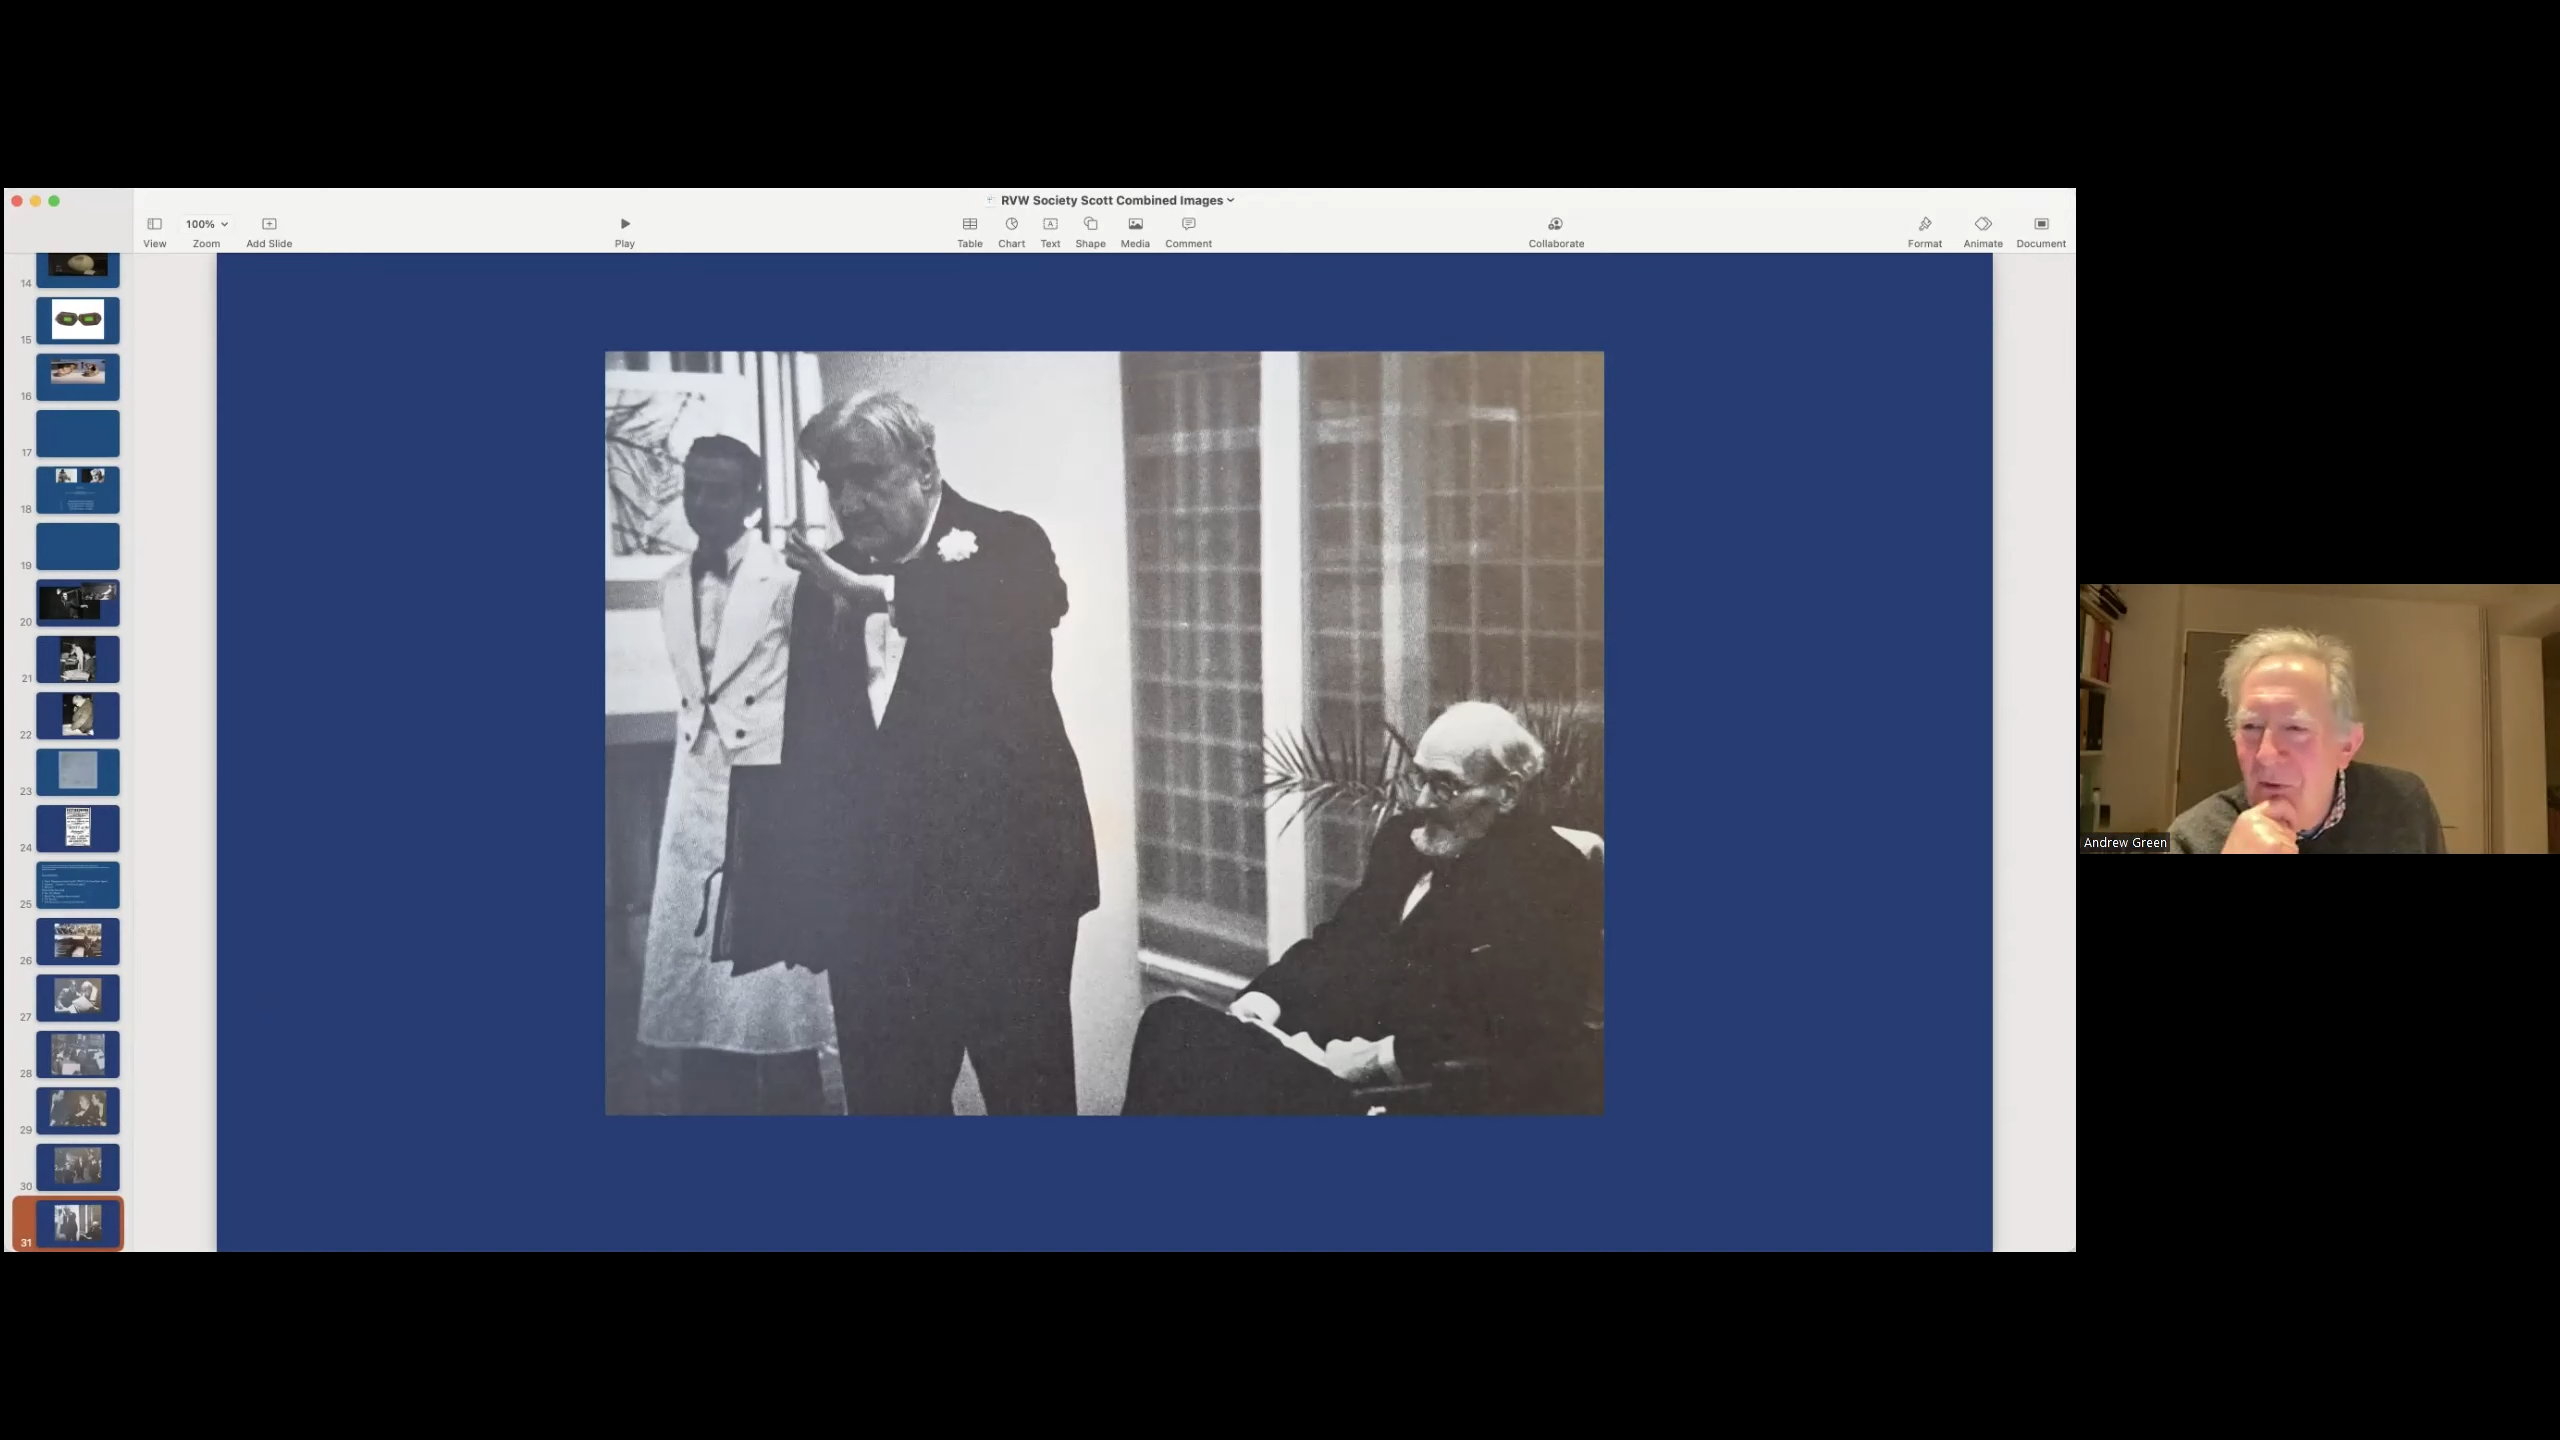 RVW Society Scott Combined Images
100%
View
Zoom
Add Slide
Play
Table
Chart
Text
Shape
Media
Comment
Collaborate
Format
Animate
Document
14
15
16
17
18
19
20
21
22
23
24
25
26
27
28
29
30
31
Andrew Green